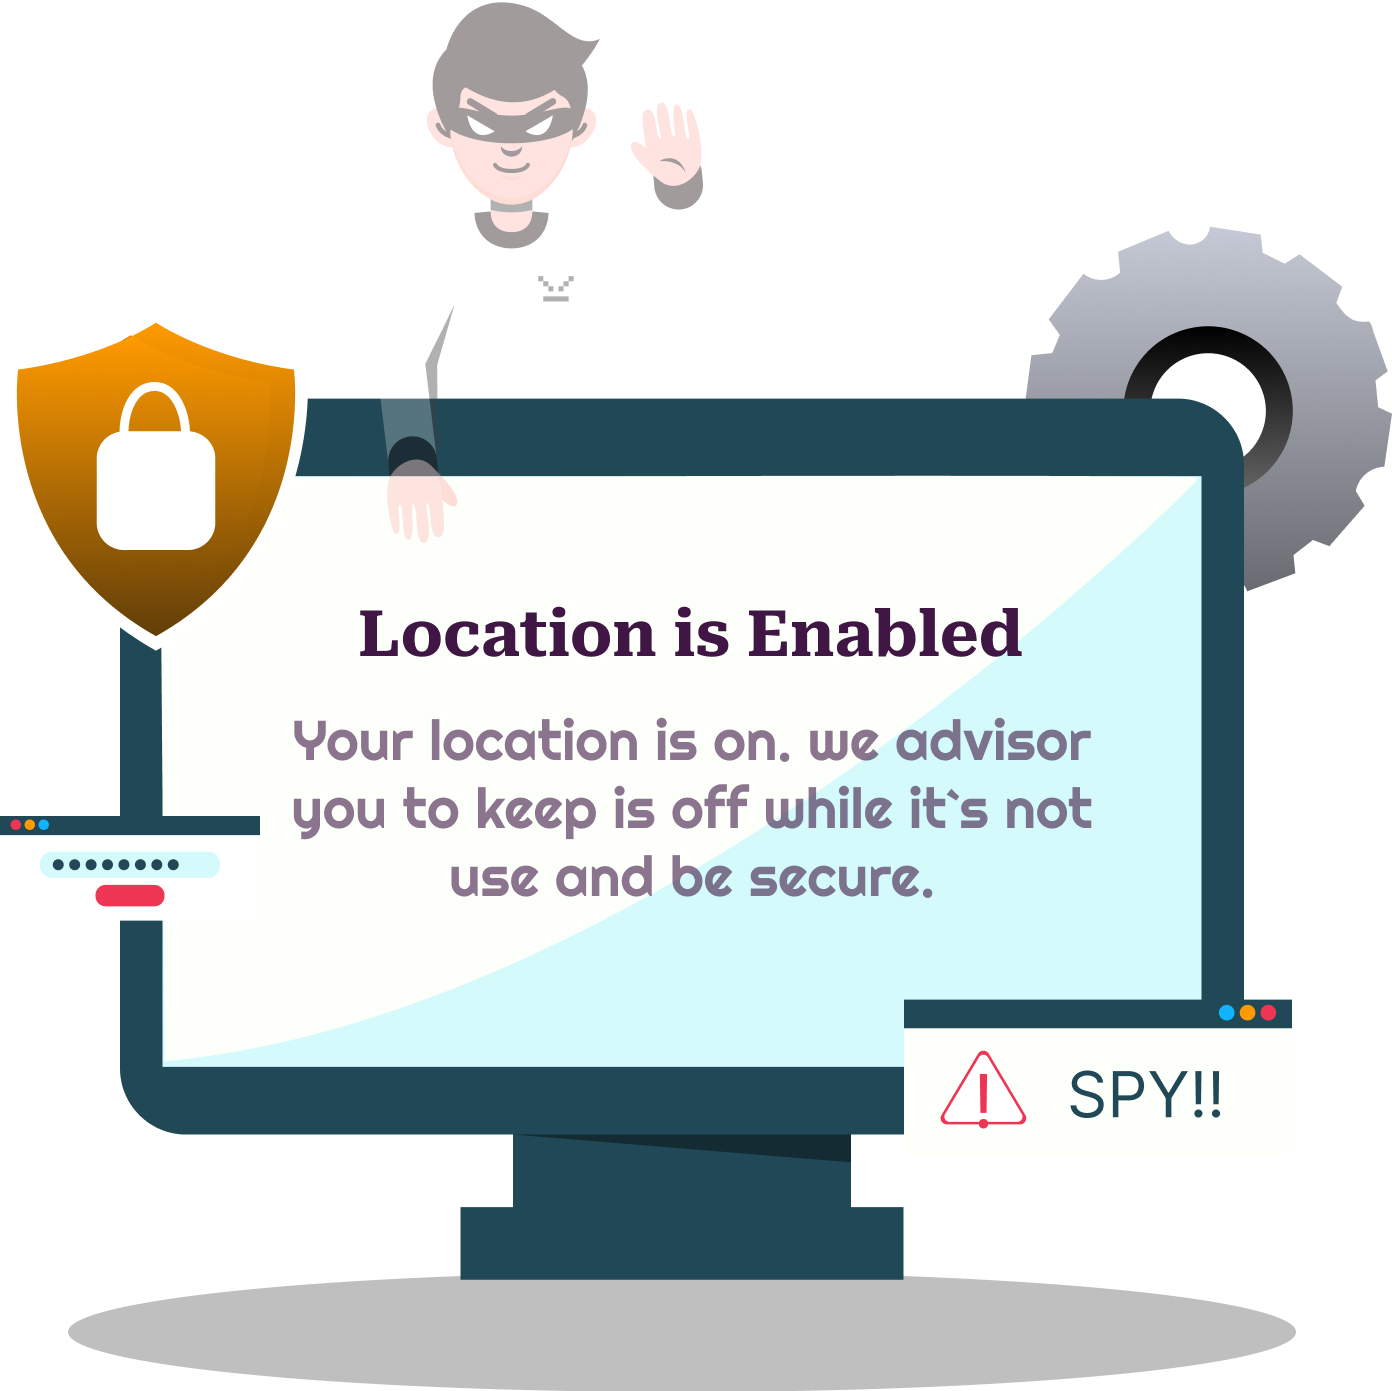 Location is Enabled
Your location is on. we advisor
you to keep is off while it`s not
use and be secure.
SPY!!